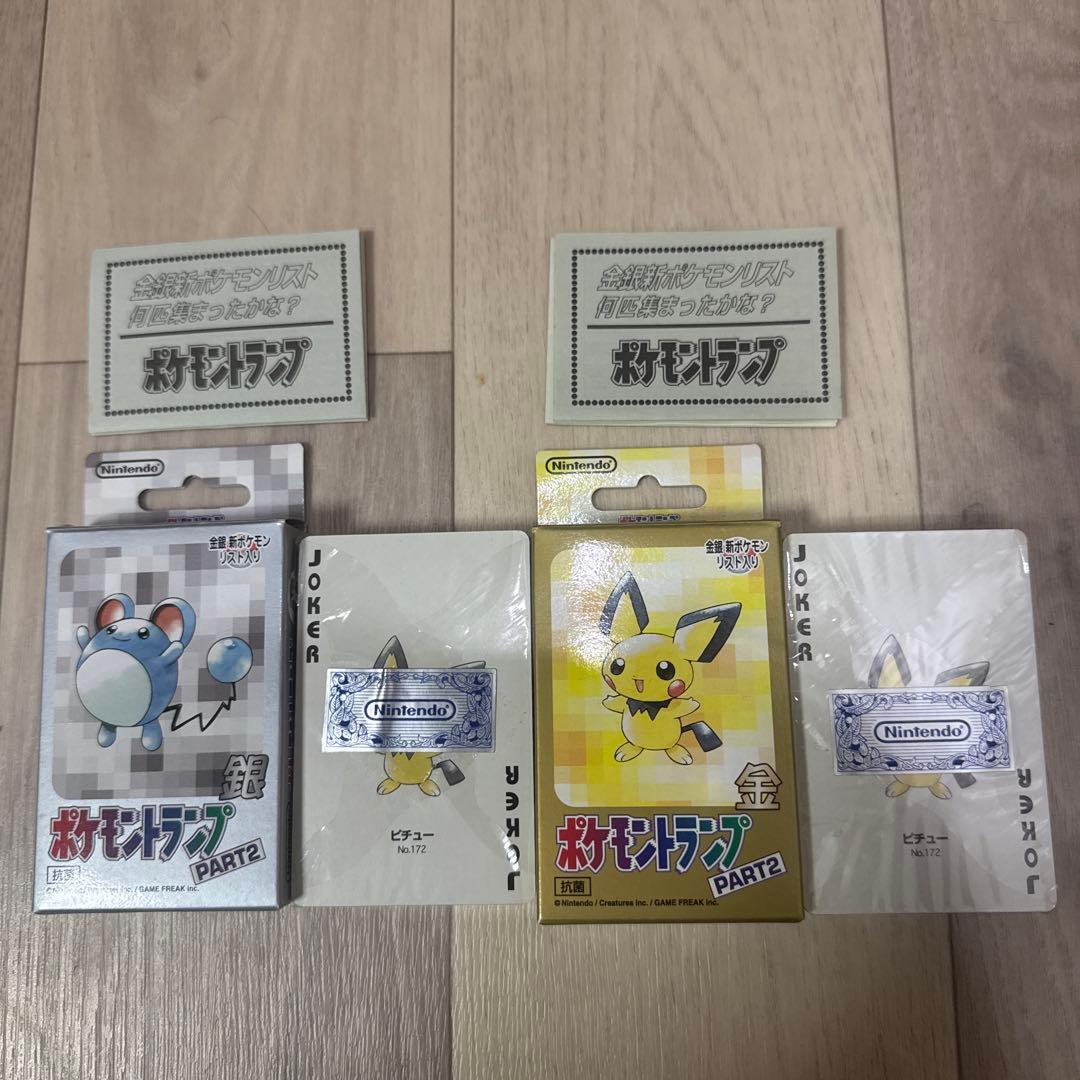 金銀新ポケモンリスト
何匹集まったかな?
ポケモントランプ
金銀新ポケモンリスト
何匹集まったかな?
ポケモントランプ
Nintendo
金銀 新ポケモン
リスト入り
銀
ポケモントランプ
PART2
抗菌
JOKER
Nintendo
ピチュー
No.172
JOKER
Nintendo
金銀 新ポケモン
リスト入り
金
ポケモントランプ
PART2
抗菌
©Nintendo / Creatures inc. / GAME FREAK inc.
JOKER
Nintendo
ピチュー
No.172
JOKER
/ GAME FREAK inc.